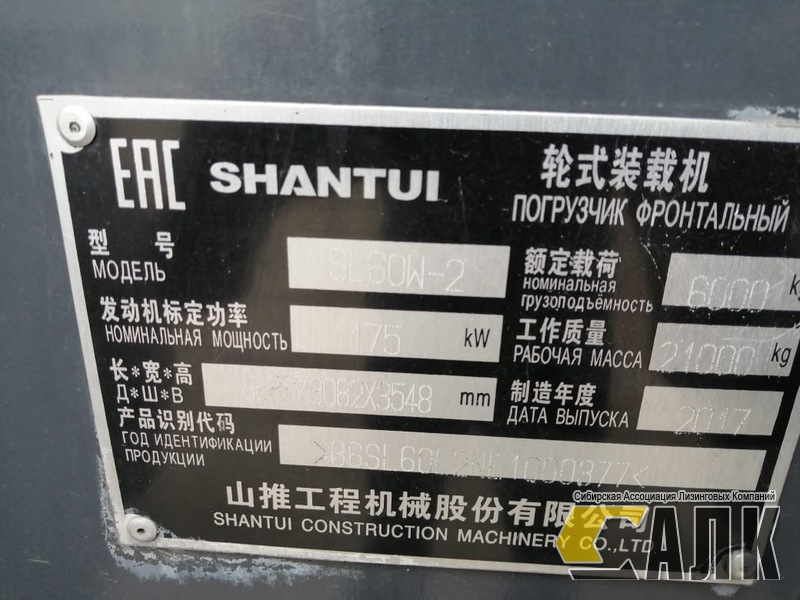 EAC SHANTUI 轮式装载机
ПОГРУЗЧИК ФРОНТАЛЬНЫЙ
型 号 SL60W-2
МОДЕЛЬ
额定载荷 6000 kg
номинальная
грузоподъёмность
发动机标定功率 175 kW
НОМИНАЛЬНАЯ МОЩНОСТЬ
工作质量 21000 kg
РАБОЧАЯ МАССА
长*宽*高 mm
Д*Ш*В
制造年度 2017
ДАТА ВЫПУСКА
产品识别代码
ГОД ИДЕНТИФИКАЦИИ
ПРОДУКЦИИ
山推工程机械股份有限公司
SHANTUI CONSTRUCTION MACHINERY CO.,LTD.
Сибирская Ассоциация Лизинговых Компаний
САЛК